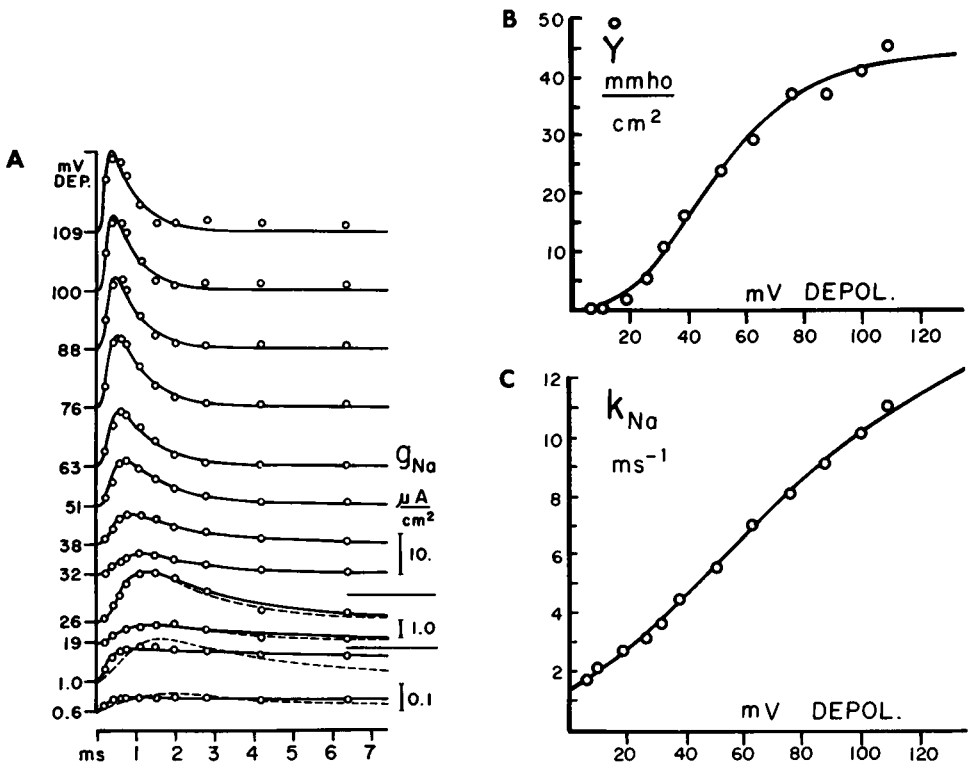 A
mV
DEP.
109
100
88
76
63
51
38
32
26
19
1.0
0.6
gNa
μA
cm2
10.
1.0
0.1
ms 1 2 3 4 5 6 7
B
50
40
30
20
10
Y
mmho
cm2
mV DEPOL.
20 40 60 80 100 120
C
12
10
8
6
4
2
kNa
ms-1
mV DEPOL.
20 40 60 80 100 120